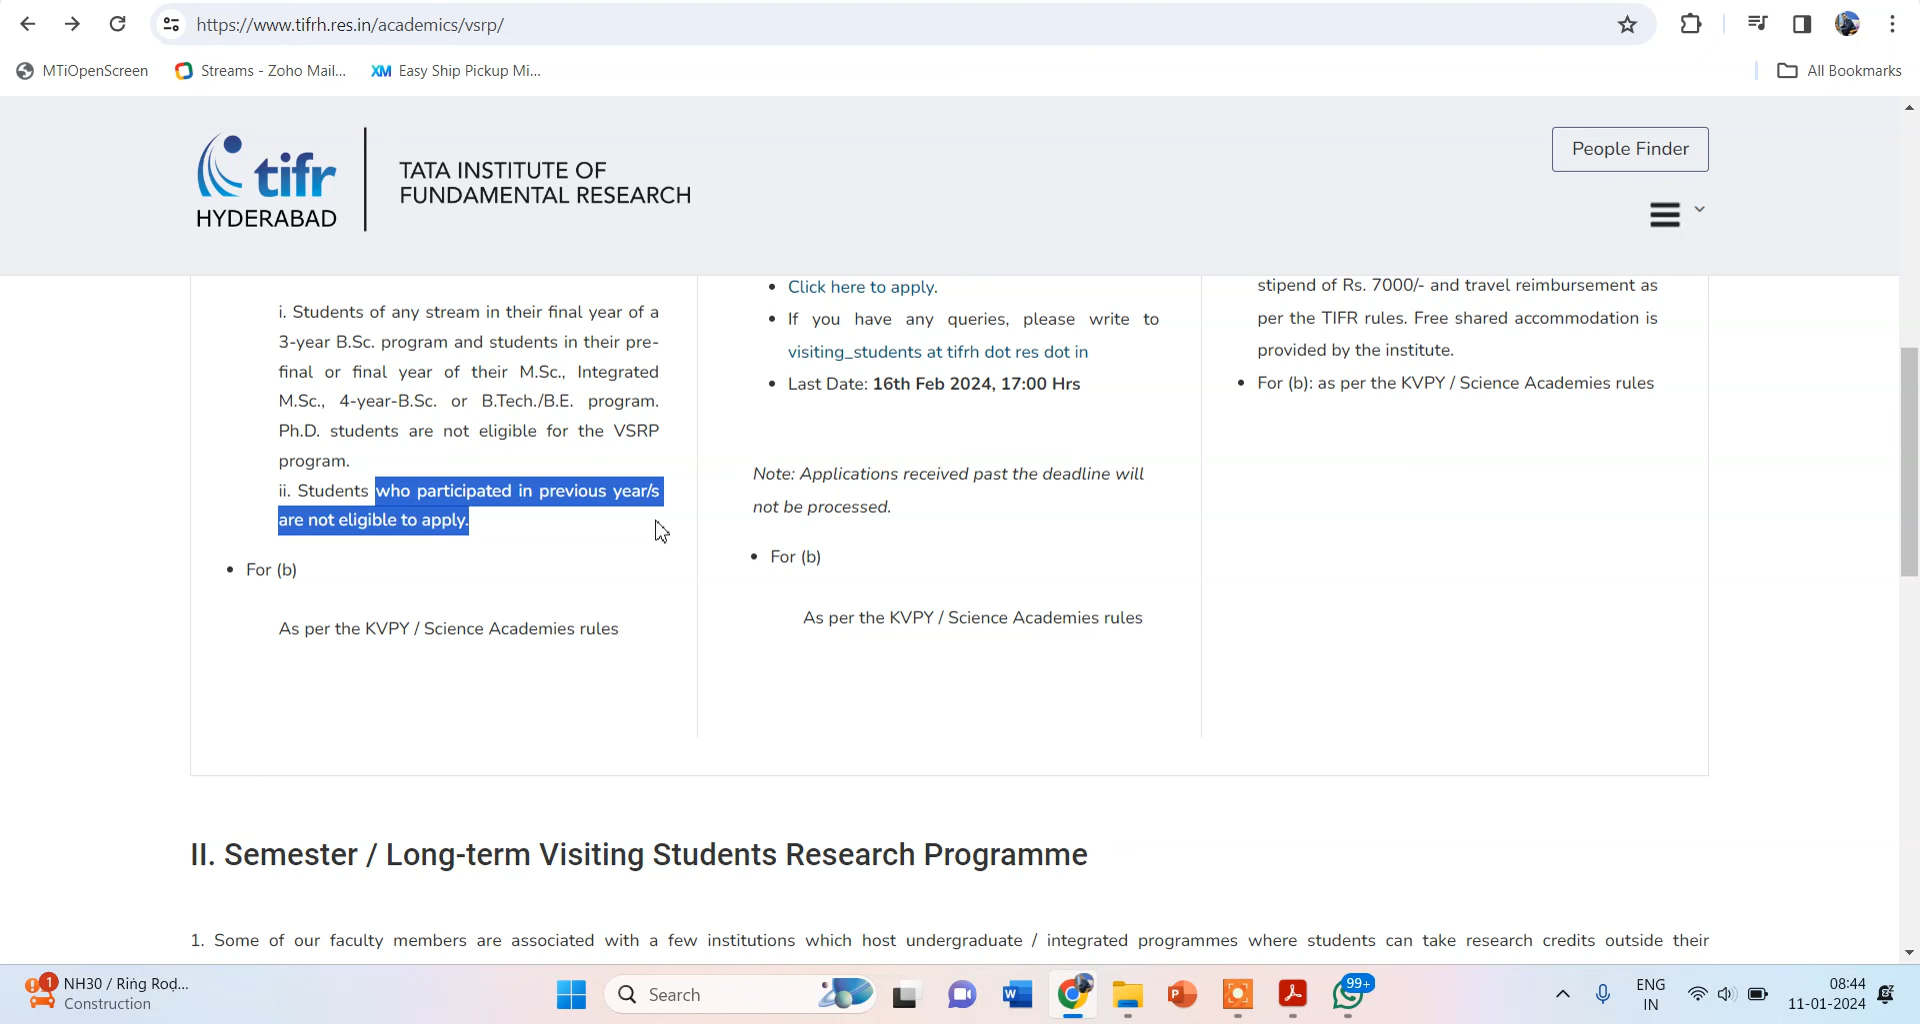 https://www.tifrh.res.in/academics/vsrp/
MTiOpenScreen
Streams - Zoho Mail...
XM Easy Ship Pickup Mi...
All Bookmarks
tifr
HYDERABAD
TATA INSTITUTE OF
FUNDAMENTAL RESEARCH
People Finder
i. Students of any stream in their final year of a
3-year B.Sc. program and students in their pre-
final or final year of their M.Sc., Integrated
M.Sc., 4-year-B.Sc. or B.Tech./B.E. program.
Ph.D. students are not eligible for the VSRP
program.
ii. Students who participated in previous year/s
are not eligible to apply.
• For (b)
As per the KVPY / Science Academies rules
• Click here to apply.
• If you have any queries, please write to
visiting_students at tifrh dot res dot in
• Last Date: 16th Feb 2024, 17:00 Hrs
Note: Applications received past the deadline will
not be processed.
• For (b)
As per the KVPY / Science Academies rules
stipend of Rs. 7000/- and travel reimbursement as
per the TIFR rules. Free shared accommodation is
provided by the institute.
• For (b): as per the KVPY / Science Academies rules
II. Semester / Long-term Visiting Students Research Programme
1. Some of our faculty members are associated with a few institutions which host undergraduate / integrated programmes where students can take research credits outside their
1
NH30 / Ring Rod...
Construction
Search
W
P
99+
ENG
IN
08:44
11-01-2024